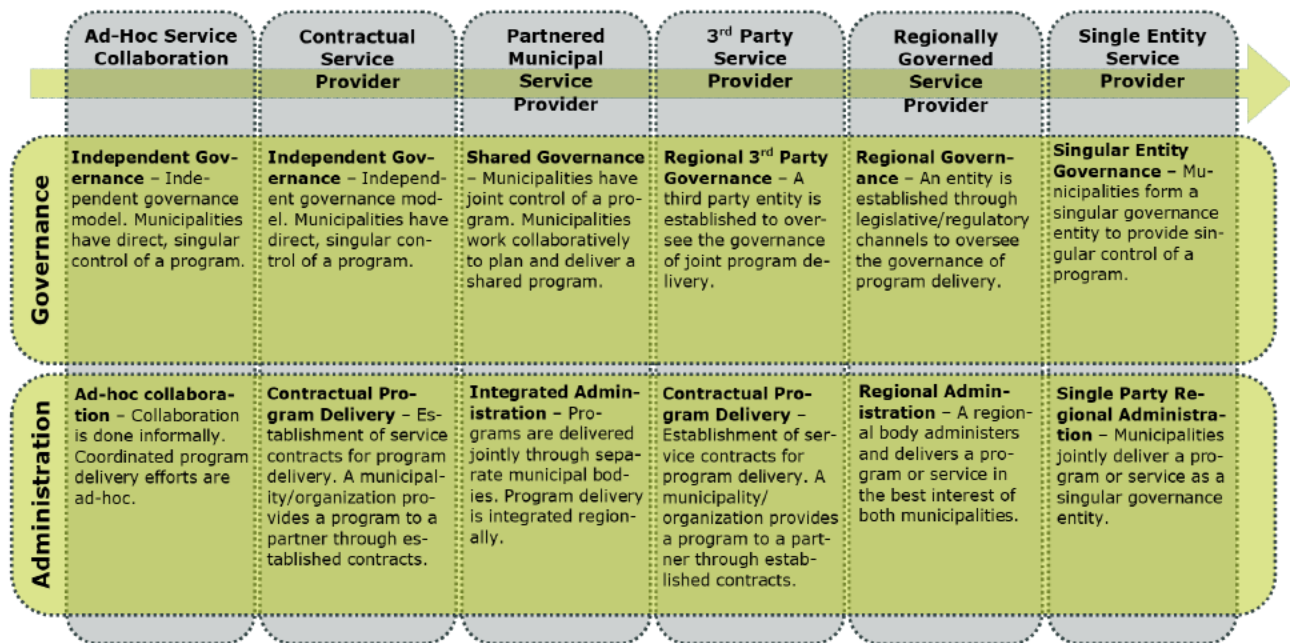 Ad-Hoc Service
Collaboration
Contractual
Service
Provider
Partnered
Municipal
Service
Provider
3rd Party
Service
Provider
Regionally
Governed
Service
Provider
Single Entity
Service
Provider
Governance
Independent Gov-
ernance – Inde-
pendent governance
model. Municipalities
have direct, singular
control of a program.
Independent Gov-
ernance – Independ-
ent governance mod-
el. Municipalities have
direct, singular con-
trol of a program.
Shared Governance
– Municipalities have
joint control of a pro-
gram. Municipalities
work collaboratively
to plan and deliver a
shared program.
Regional 3rd Party
Governance – A
third party entity is
established to over-
see the governance
of joint program de-
livery.
Regional Govern-
ance – An entity is
established through
legislative/regulatory
channels to oversee
the governance of
program delivery.
Singular Entity
Governance – Mu-
nicipalities form a
singular governance
entity to provide sin-
gular control of a
program.
Administration
Ad-hoc collabora-
tion – Collaboration
is done informally.
Coordinated program
delivery efforts are
ad-hoc.
Contractual Pro-
gram Delivery – Es-
tablishment of service
contracts for program
delivery. A municipal-
ity/organization pro-
vides a program to a
partner through es-
tablished contracts.
Integrated Admin-
istration – Pro-
grams are delivered
jointly through sepa-
rate municipal bod-
ies. Program delivery
is integrated region-
ally.
Contractual Pro-
gram Delivery –
Establishment of ser-
vice contracts for
program delivery. A
municipality/
organization provides
a program to a part-
ner through estab-
lished contracts.
Regional Admin-
istration – A region-
al body administers
and delivers a pro-
gram or service in
the best interest of
both municipalities.
Single Party Re-
gional Administra-
tion – Municipalities
jointly deliver a pro-
gram or service as a
singular governance
entity.